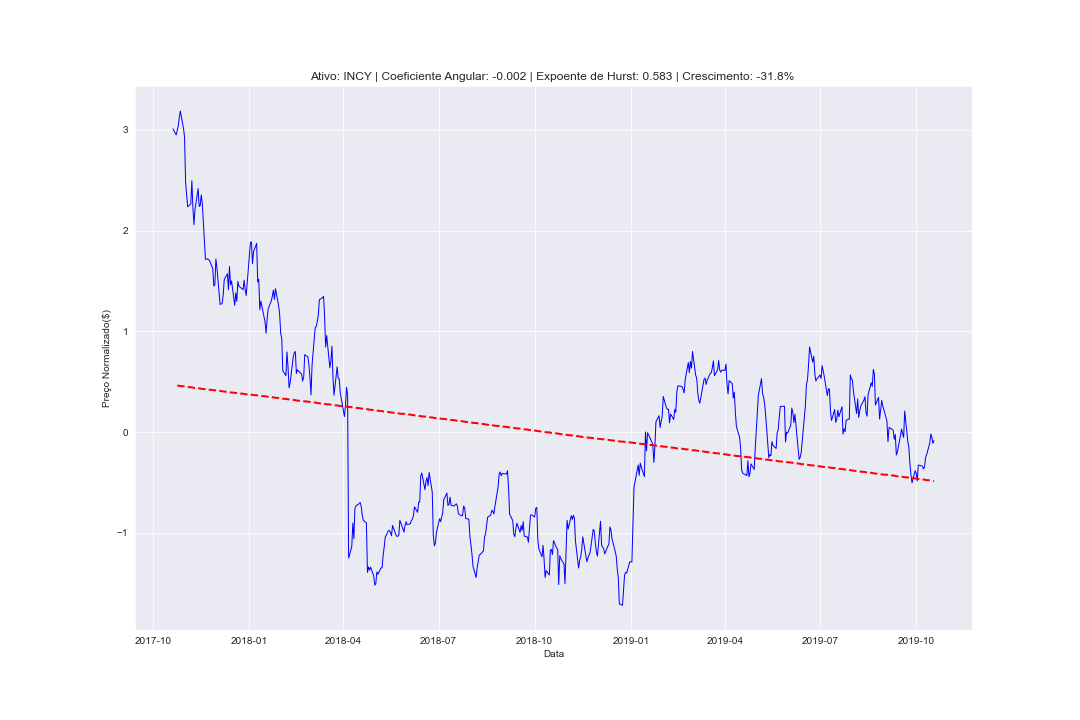 Ativo: INCY | Coeficiente Angular: -0.002 | Expoente de Hurst: 0.583 | Crescimento: -31.8%
Preço Normalizado($)
3
2
1
0
−1
2017-10 2018-01 2018-04 2018-07 2018-10 2019-01 2019-04 2019-07 2019-10
Data